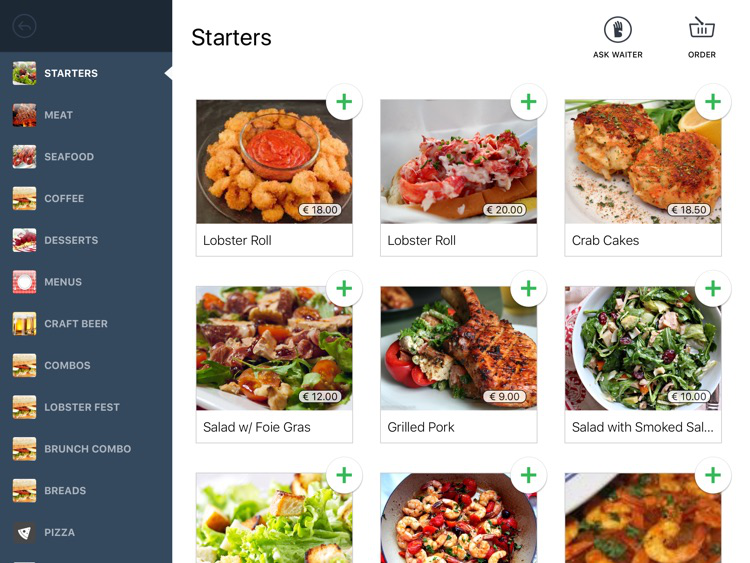 Starters
ASK WAITER
ORDER
STARTERS
MEAT
SEAFOOD
COFFEE
DESSERTS
MENUS
CRAFT BEER
COMBOS
LOBSTER FEST
BRUNCH COMBO
BREADS
PIZZA
€ 18.00
Lobster Roll
€ 20.00
Lobster Roll
€ 18.50
Crab Cakes
€ 12.00
Salad w/ Foie Gras
€ 9.00
Grilled Pork
€ 10.00
Salad with Smoked Sal...